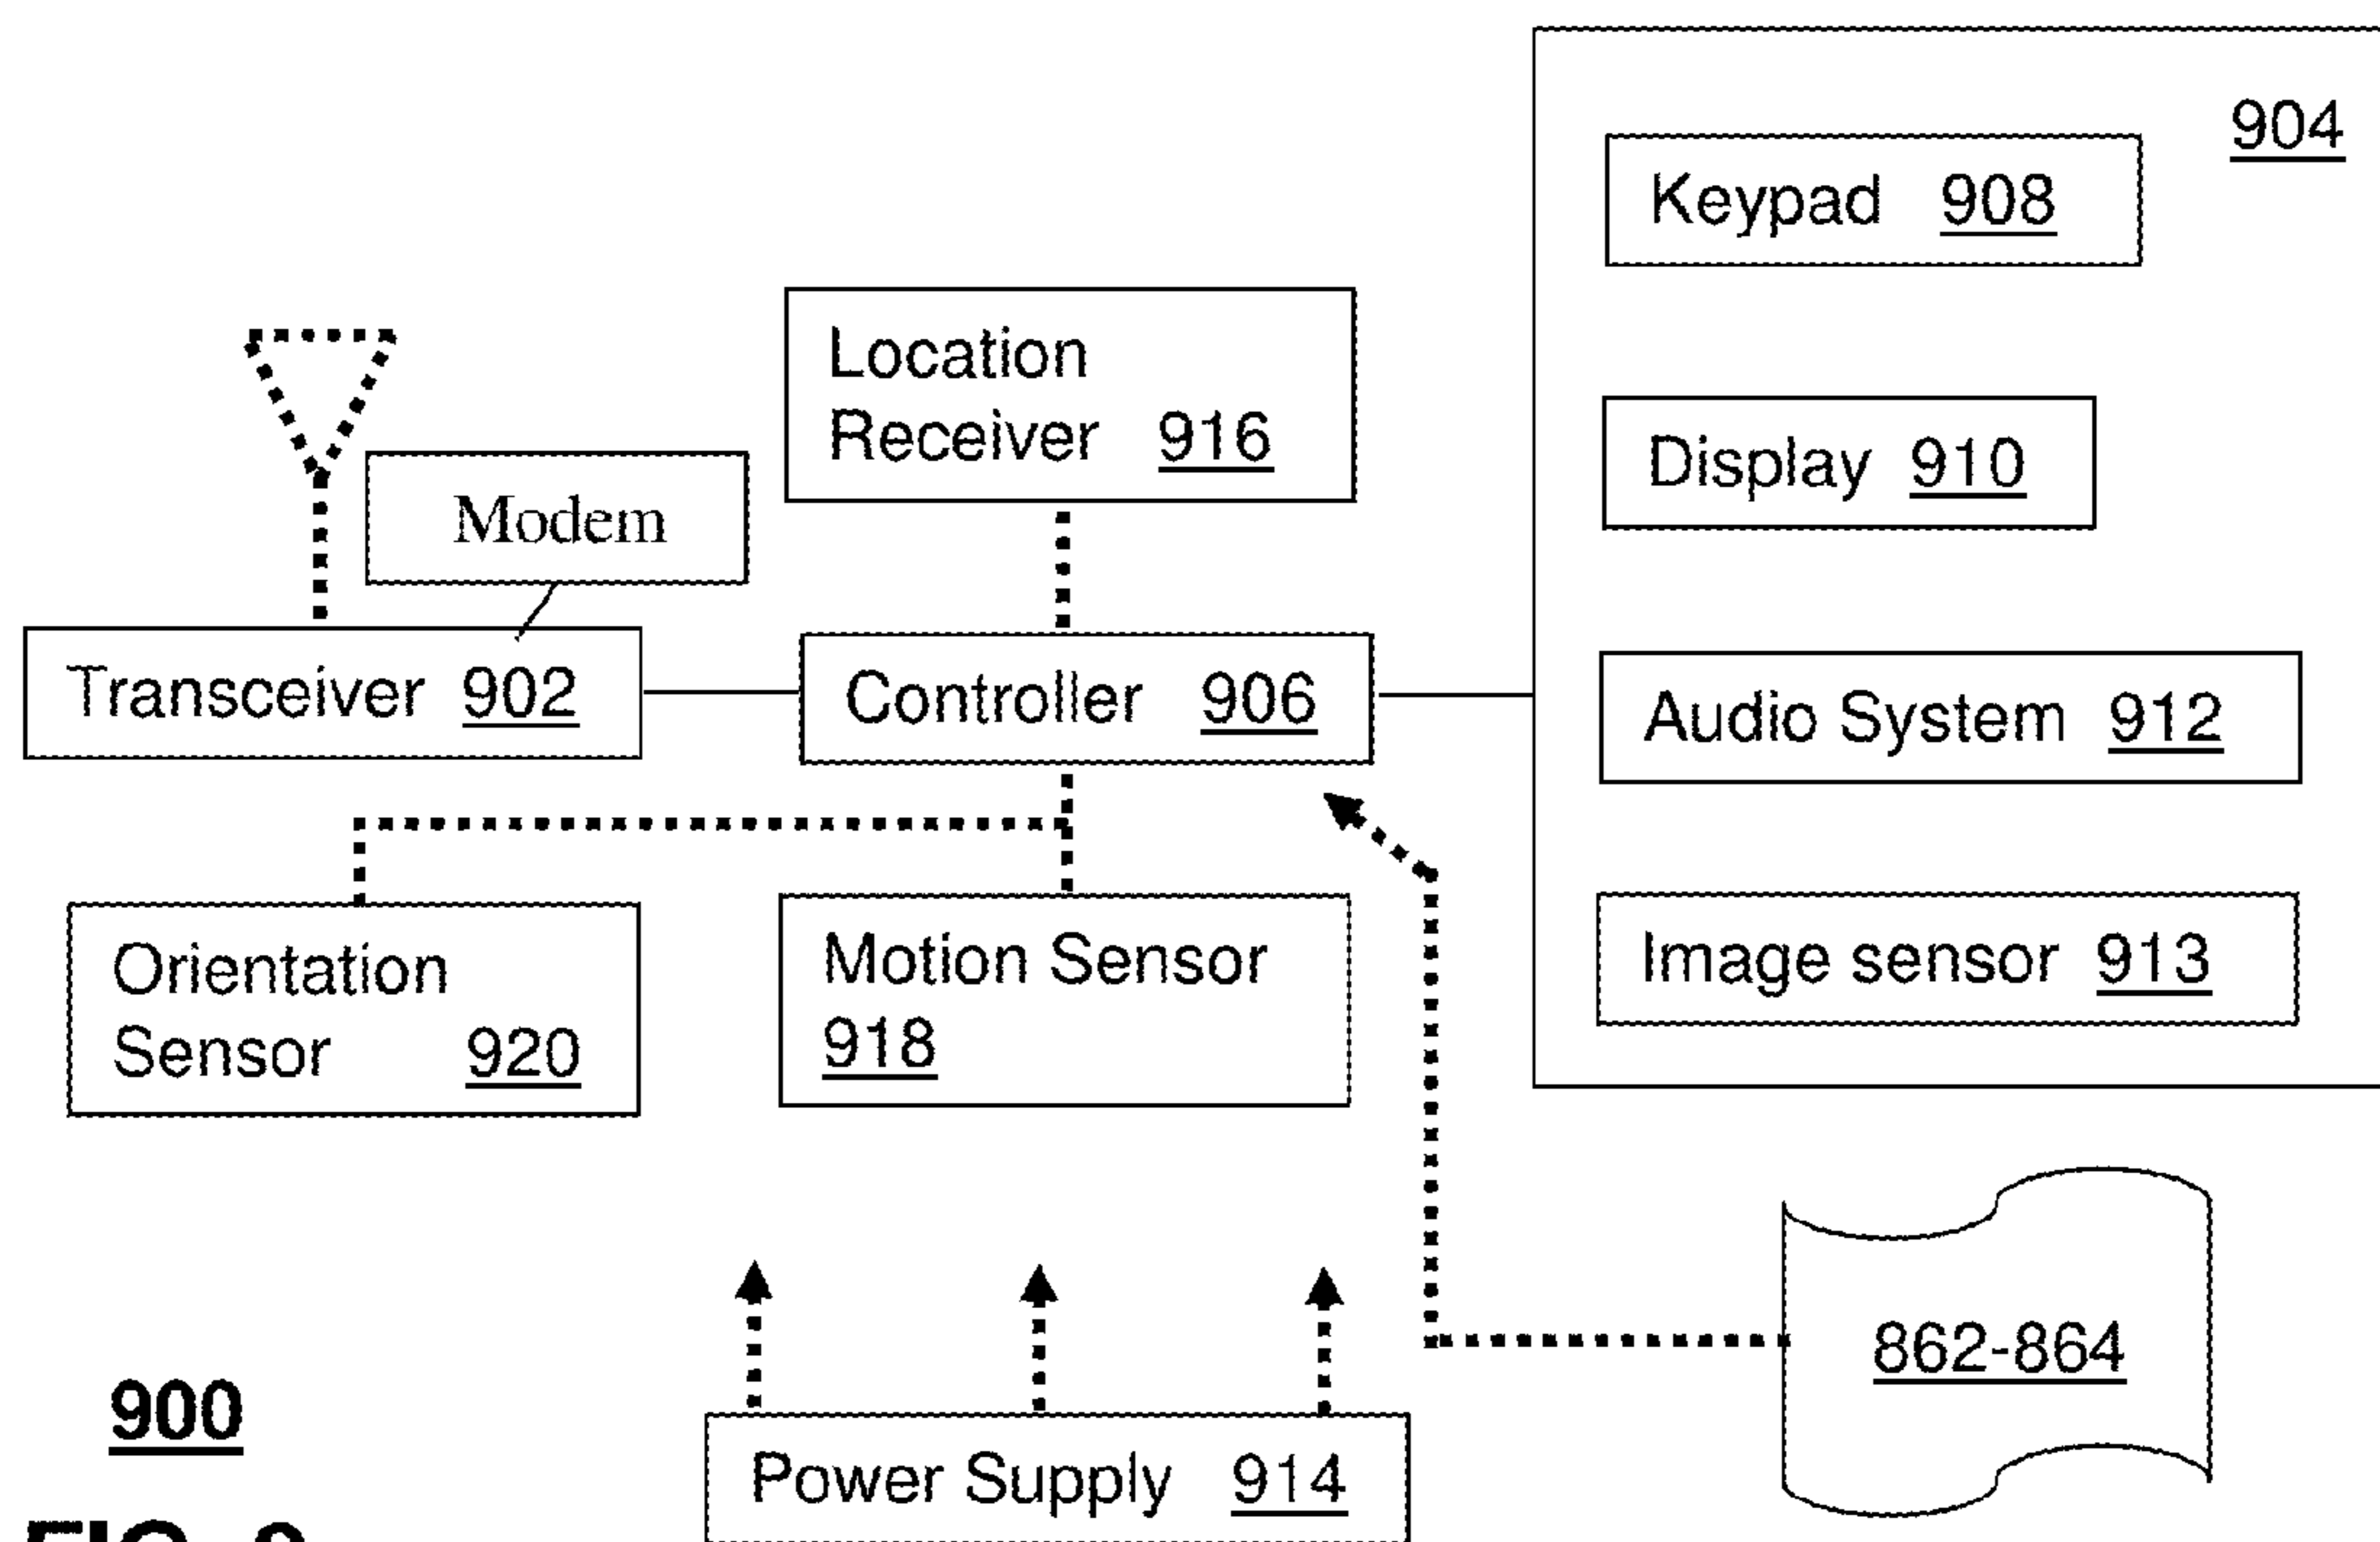 904
Keypad 908
Location
Receiver 916
Display 910
Modem
Transceiver 902
Controller 906
Audio System 912
Orientation
Sensor 920
Motion Sensor
918
Image sensor 913
862-864
900
Power Supply 914